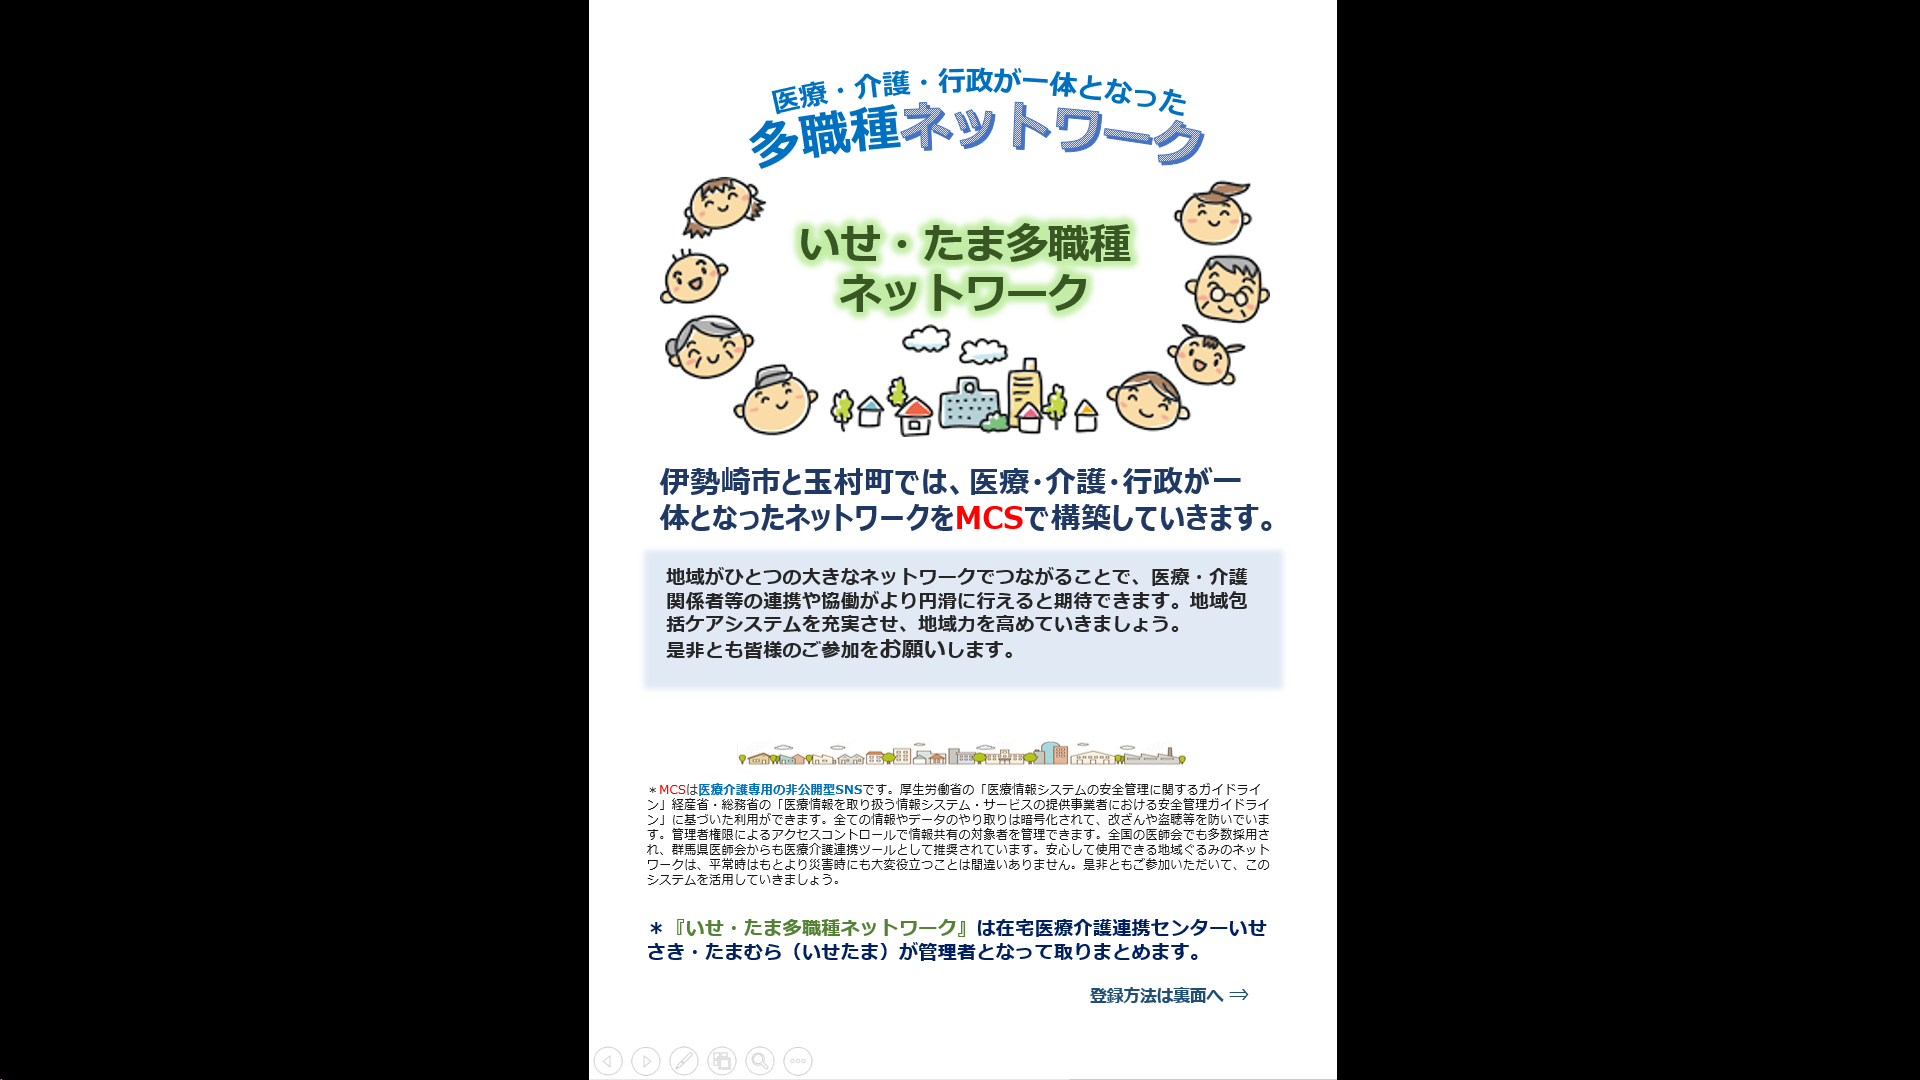 医療・介護・行政が一体となった
多職種ネットワーク
いせ・たま多職種
ネットワーク
伊勢崎市と玉村町では、医療・介護・行政が一
体となったネットワークをMCSで構築していきます。
地域がひとつの大きなネットワークでつながることで、医療・介護
関係者等の連携や協働がより円滑に行えると期待できます。地域包
括ケアシステムを充実させ、地域力を高めていきましょう。
是非とも皆様のご参加をお願いします。
＊MCSは医療介護専用の非公開型SNSです。厚生労働省の「医療情報システムの安全管理に関するガイドライ
ン」経産省・総務省の「医療情報を取り扱う情報システム・サービスの提供事業者における安全管理ガイドライ
ン」に基づいた利用ができます。全ての情報やデータのやり取りは暗号化されて、改ざんや盗聴等を防いでいま
す。管理者権限によるアクセスコントロールで情報共有の対象者を管理できます。全国の医師会でも多数採用さ
れ、群馬県医師会からも医療介護連携ツールとして推奨されています。安心して使用できる地域ぐるみのネット
ワークは、平常時はもとより災害時にも大変役立つことは間違いありません。是非ともご参加いただいて、この
システムを活用していきましょう。
＊『いせ・たま多職種ネットワーク』は在宅医療介護連携センターいせ
さき・たまむら（いせたま）が管理者となって取りまとめます。
登録方法は裏面へ ⇒